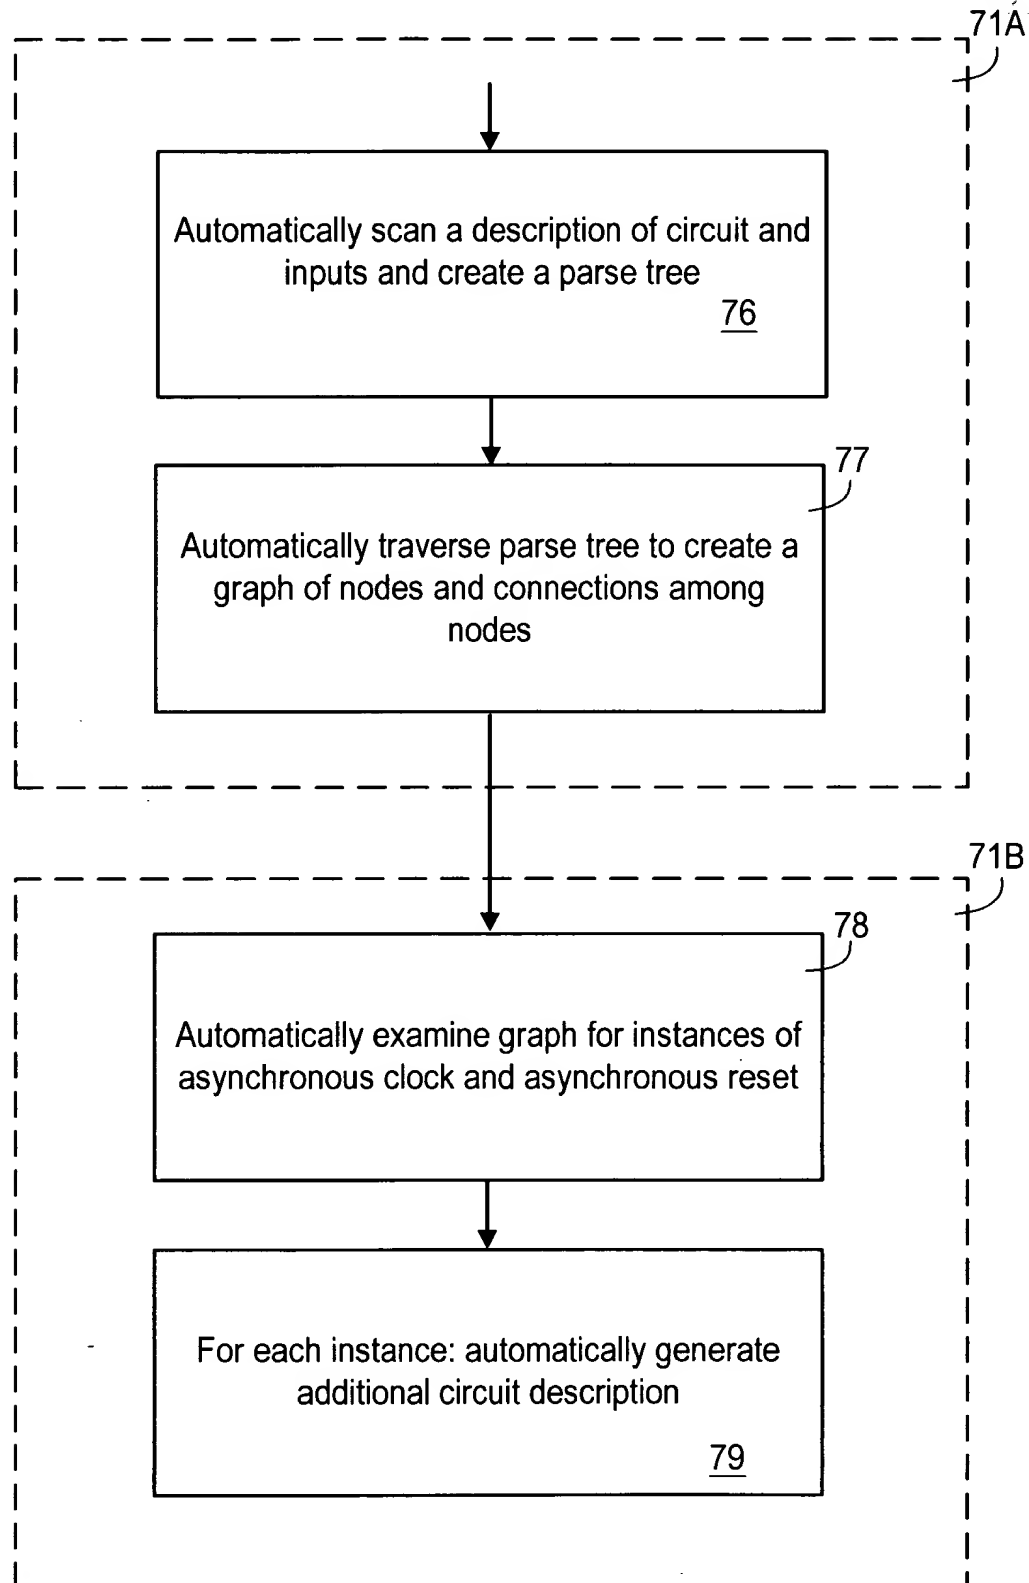 71A
Automatically scan a description of circuit and
inputs and create a parse tree
76
77
Automatically traverse parse tree to create a
graph of nodes and connections among
nodes
71B
78
Automatically examine graph for instances of
asynchronous clock and asynchronous reset
For each instance: automatically generate
additional circuit description
79